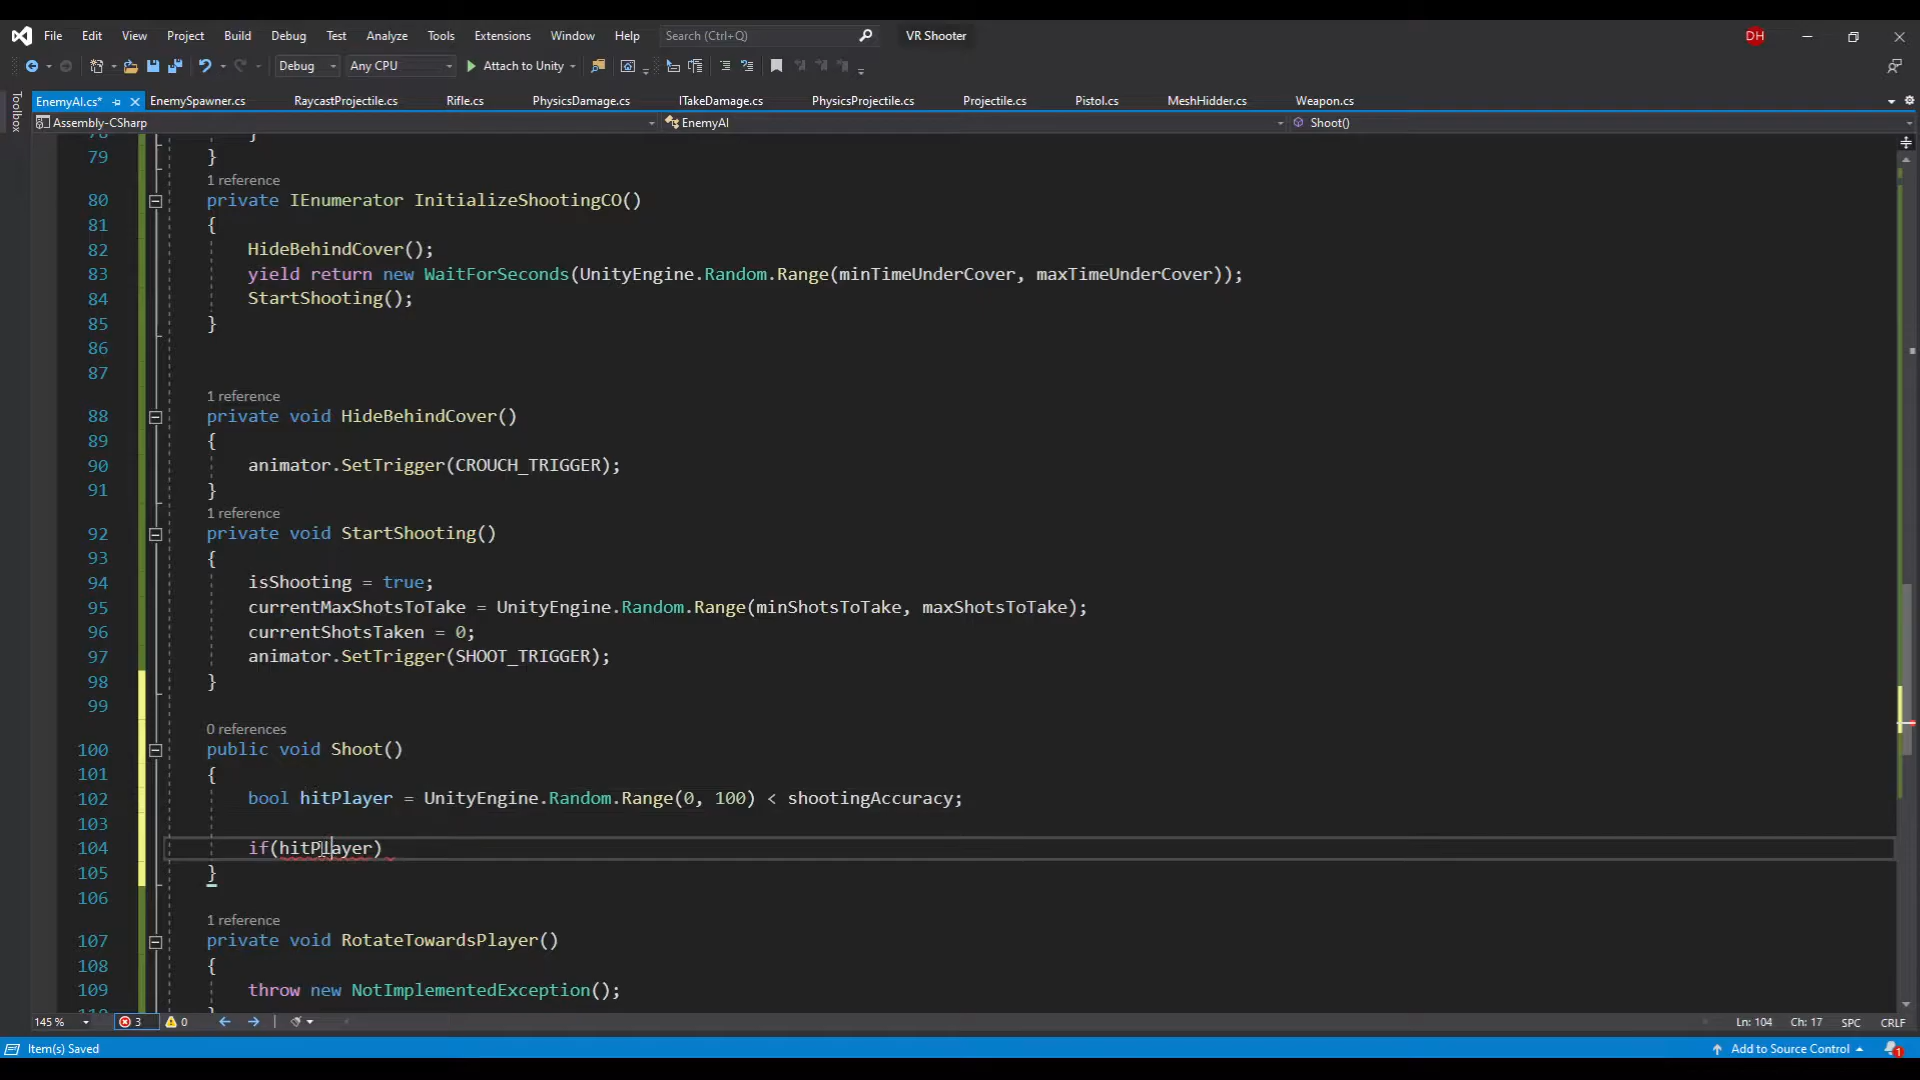 File Edit View Project Build Debug Test Analyze Tools Extensions Window Help Search (Ctrl+Q) VR Shooter DH
Debug Any CPU Attach to Unity
EnemyAI.cs* EnemySpawner.cs RaycastProjectile.cs Rifle.cs PhysicsDamage.cs ITakeDamage.cs PhysicsProjectile.cs Projectile.cs Pistol.cs MeshHidder.cs Weapon.cs
Toolbox
Assembly-CSharp EnemyAI Shoot()
79 }
1 reference
80 private IEnumerator InitializeShootingCO()
81 {
82 HideBehindCover();
83 yield return new WaitForSeconds(UnityEngine.Random.Range(minTimeUnderCover, maxTimeUnderCover));
84 StartShooting();
85 }
86
87
1 reference
88 private void HideBehindCover()
89 {
90 animator.SetTrigger(CROUCH_TRIGGER);
91 }
1 reference
92 private void StartShooting()
93 {
94 isShooting = true;
95 currentMaxShotsToTake = UnityEngine.Random.Range(minShotsToTake, maxShotsToTake);
96 currentShotsTaken = 0;
97 animator.SetTrigger(SHOOT_TRIGGER);
98 }
99
0 references
100 public void Shoot()
101 {
102 bool hitPlayer = UnityEngine.Random.Range(0, 100) < shootingAccuracy;
103
104 if(hitPlayer)
105 }
106
1 reference
107 private void RotateTowardsPlayer()
108 {
109 throw new NotImplementedException();
145 % 3 0 Ln: 104 Ch: 17 SPC CRLF
Item(s) Saved Add to Source Control 1